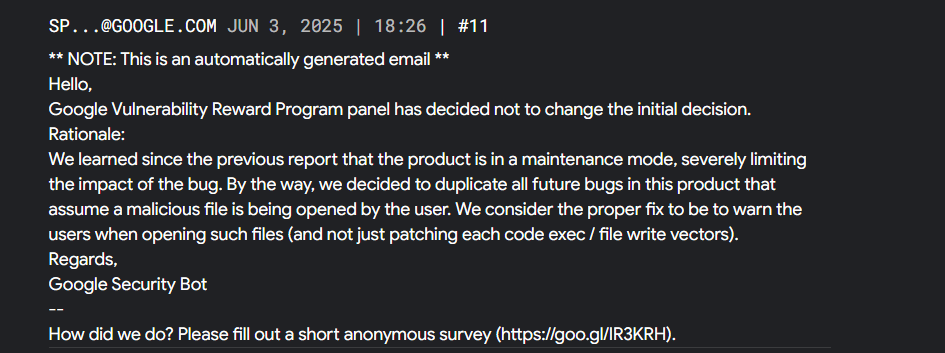 SP...@GOOGLE.COM JUN 3, 2025 | 18:26 | #11
** NOTE: This is an automatically generated email **
Hello,
Google Vulnerability Reward Program panel has decided not to change the initial decision.
Rationale:
We learned since the previous report that the product is in a maintenance mode, severely limiting
the impact of the bug. By the way, we decided to duplicate all future bugs in this product that
assume a malicious file is being opened by the user. We consider the proper fix to be to warn the
users when opening such files (and not just patching each code exec / file write vectors).
Regards,
Google Security Bot
--
How did we do? Please fill out a short anonymous survey (https://goo.gl/IR3KRH).